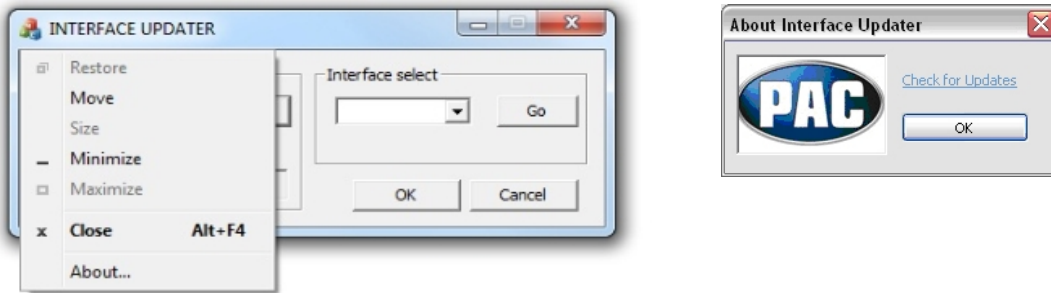 INTERFACE UPDATER
Restore
Move
Size
Minimize
Maximize
Close Alt+F4
About...
Interface select
Go
OK Cancel
About Interface Updater
PAC
Check for Updates
OK